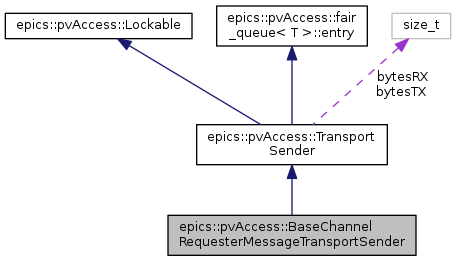 epics::pvAccess::Lockable
epics::pvAccess::fair
_queue< T >::entry
size_t
bytesRX
bytesTX
epics::pvAccess::Transport
Sender
epics::pvAccess::BaseChannel
RequesterMessageTransportSender